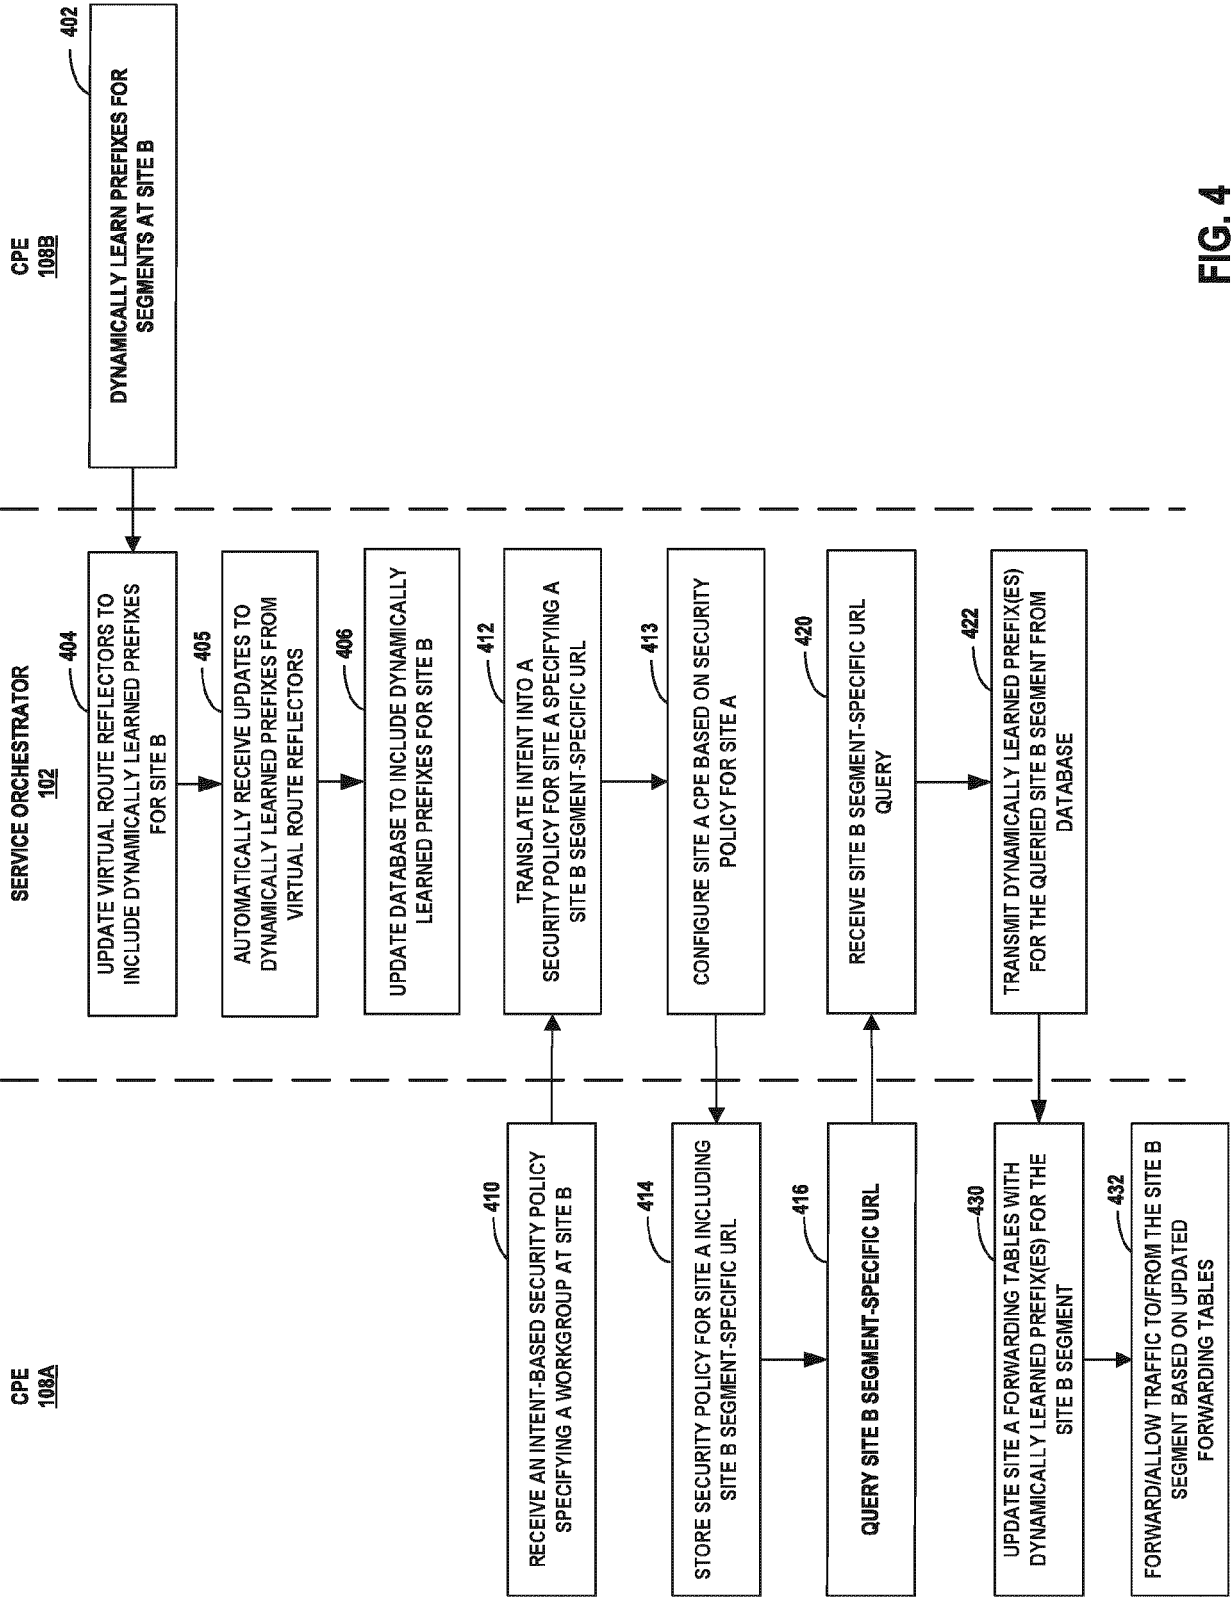 CPE
108A
SERVICE ORCHESTRATOR
102
CPE
108B
402
DYNAMICALLY LEARN PREFIXES FOR
SEGMENTS AT SITE B
404
UPDATE VIRTUAL ROUTE REFLECTORS TO
INCLUDE DYNAMICALLY LEARNED PREFIXES
FOR SITE B
405
AUTOMATICALLY RECEIVE UPDATES TO
DYNAMICALLY LEARNED PREFIXES FROM
VIRTUAL ROUTE REFLECTORS
406
UPDATE DATABASE TO INCLUDE DYNAMICALLY
LEARNED PREFIXES FOR SITE B
410
RECEIVE AN INTENT-BASED SECURITY POLICY
SPECIFYING A WORKGROUP AT SITE B
412
TRANSLATE INTENT INTO A
SECURITY POLICY FOR SITE A SPECIFYING A
SITE B SEGMENT-SPECIFIC URL
413
CONFIGURE SITE A CPE BASED ON SECURITY
POLICY FOR SITE A
414
STORE SECURITY POLICY FOR SITE A INCLUDING
SITE B SEGMENT-SPECIFIC URL
416
QUERY SITE B SEGMENT-SPECIFIC URL
420
RECEIVE SITE B SEGMENT-SPECIFIC URL
QUERY
422
TRANSMIT DYNAMICALLY LEARNED PREFIX(ES)
FOR THE QUERIED SITE B SEGMENT FROM
DATABASE
430
UPDATE SITE A FORWARDING TABLES WITH
DYNAMICALLY LEARNED PREFIX(ES) FOR THE
SITE B SEGMENT
432
FORWARD/ALLOW TRAFFIC TO/FROM THE SITE B
SEGMENT BASED ON UPDATED
FORWARDING TABLES
FIG. 4